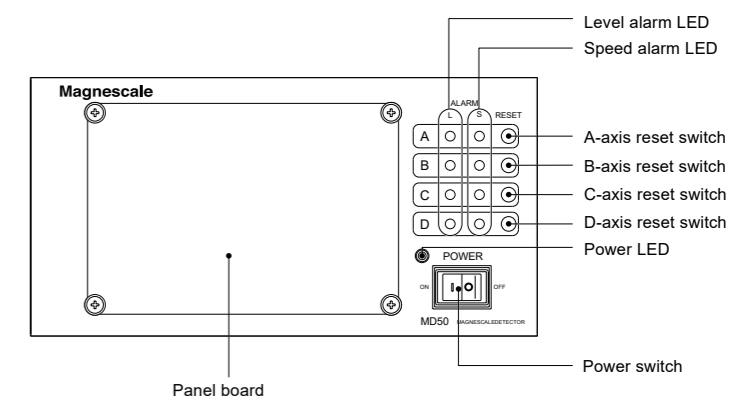 Level alarm LED
Speed alarm LED
Magnescale
ALARM
L S RESET
A
A-axis reset switch
B
B-axis reset switch
C
C-axis reset switch
D
D-axis reset switch
Power LED
POWER
ON I O OFF
MD50 MAGNESCALEDETECTOR
Power switch
Panel board